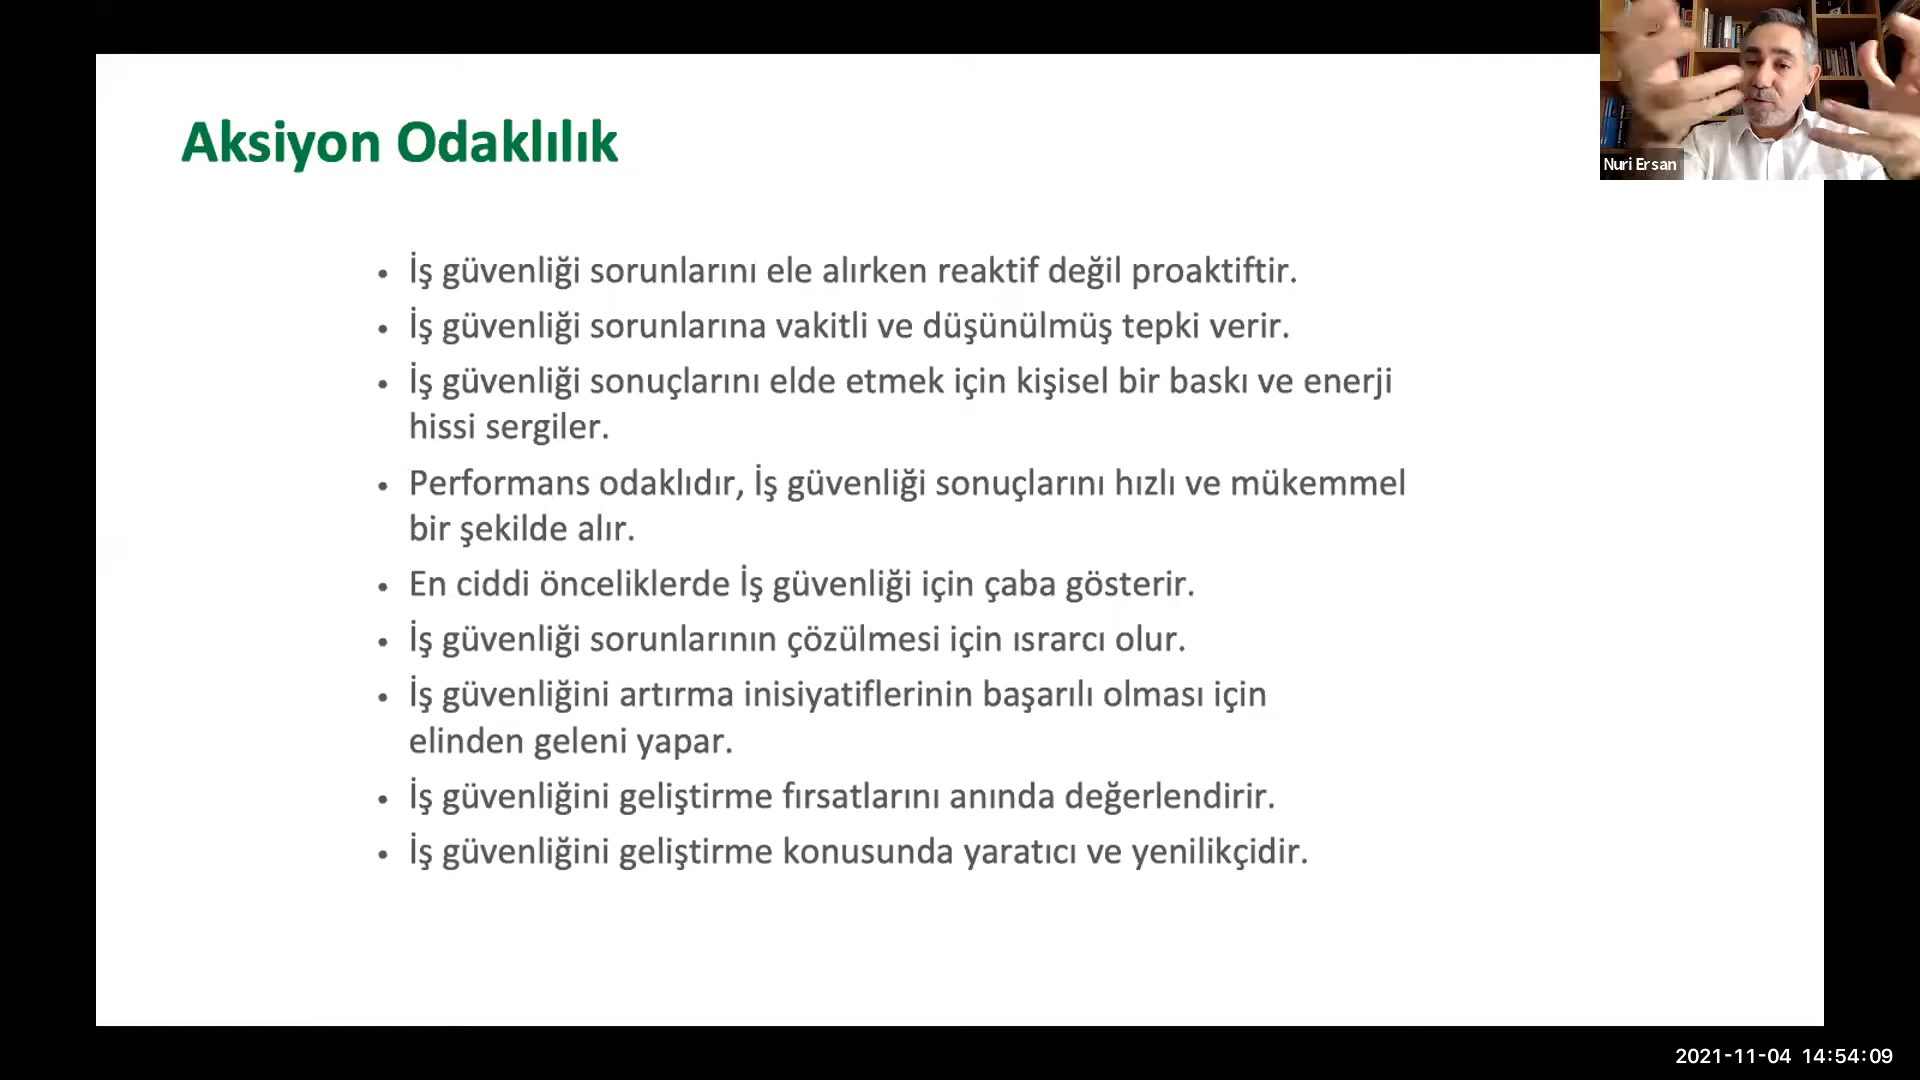 Aksiyon Odaklılık
Nuri Ersan
• İş güvenliği sorunlarını ele alırken reaktif değil proaktiftir.
• İş güvenliği sorunlarına vakitli ve düşünülmüş tepki verir.
• İş güvenliği sonuçlarını elde etmek için kişisel bir baskı ve enerji
hissi sergiler.
• Performans odaklıdır, İş güvenliği sonuçlarını hızlı ve mükemmel
bir şekilde alır.
• En ciddi önceliklerde İş güvenliği için çaba gösterir.
• İş güvenliği sorunlarının çözülmesi için ısrarcı olur.
• İş güvenliğini artırma inisiyatiflerinin başarılı olması için
elinden geleni yapar.
• İş güvenliğini geliştirme fırsatlarını anında değerlendirir.
• İş güvenliğini geliştirme konusunda yaratıcı ve yenilikçidir.
2021-11-04 14:54:09